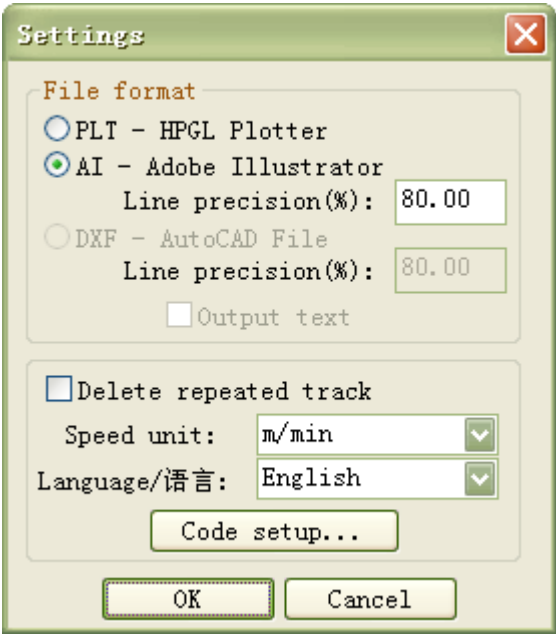 Settings
File format
PLT - HPGL Plotter
AI - Adobe Illustrator
Line precision(%): 80.00
DXF - AutoCAD File
Line precision(%): 80.00
Output text
Delete repeated track
Speed unit: m/min
Language/语言: English
Code setup...
OK Cancel